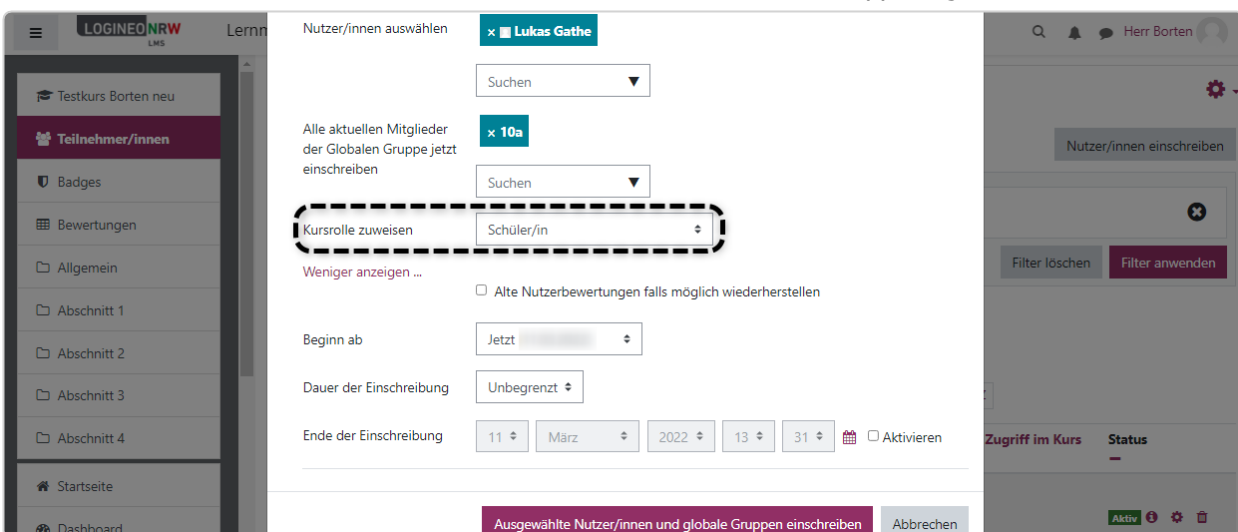 LOGINEO NRW
LMS
Lernm
Herr Borten
Testkurs Borten neu
Teilnehmer/innen
Badges
Bewertungen
Allgemein
Abschnitt 1
Abschnitt 2
Abschnitt 3
Abschnitt 4
Startseite
Dashboard
Nutzer/innen auswählen
× Lukas Gathe
Suchen ▼
Alle aktuellen Mitglieder
der Globalen Gruppe jetzt
einschreiben
× 10a
Suchen ▼
Kursrolle zuweisen
Schüler/in
Weniger anzeigen ...
Alte Nutzerbewertungen falls möglich wiederherstellen
Beginn ab
Jetzt
Dauer der Einschreibung
Unbegrenzt
Ende der Einschreibung
11 März 2022 13 31 Aktivieren
Ausgewählte Nutzer/innen und globale Gruppen einschreiben
Abbrechen
Nutzer/innen einschreiben
Filter löschen
Filter anwenden
Zugriff im Kurs
Status
Aktiv